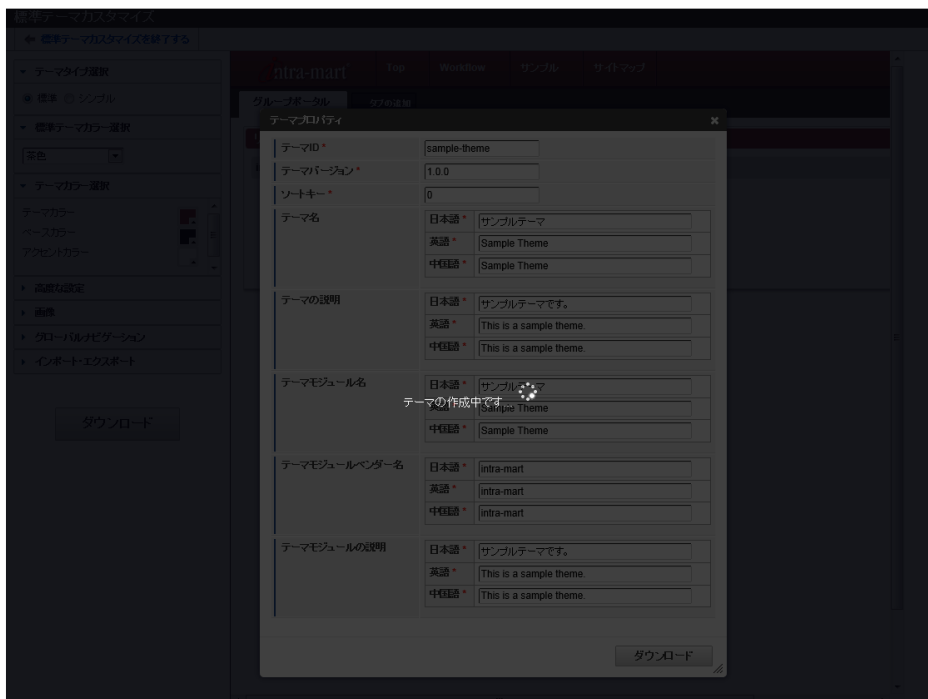 標準テーマカスタマイズ
標準テーマカスタマイズを終了する
テーマタイプ選択
標準 シンプル
標準テーマカラー選択
茶色
テーマカラー 選択
テーマカラー
ベースカラー
アクセントカラー
高度な設定
画像
グローバルナビゲーション
インポート・エクスポート
ダウンロード
intra-mart Top Workflow サンプル サイトマップ
グループポータル タブの追加
テーマプロパティ
テーマID * sample-theme
テーマバージョン * 1.0.0
ソートキー * 0
テーマ名 日本語 * サンプルテーマ
英語 * Sample Theme
中国語 * Sample Theme
テーマの説明 日本語 * サンプルテーマです。
英語 * This is a sample theme.
中国語 * This is a sample theme.
テーマモジュール名 日本語 * サンプルテーマ
テーマの作成中です...
英語 * Sample Theme
中国語 * Sample Theme
テーマモジュールベンダー名 日本語 * intra-mart
英語 * intra-mart
中国語 * intra-mart
テーマモジュールの説明 日本語 * サンプルテーマです。
英語 * This is a sample theme.
中国語 * This is a sample theme.
ダウンロード